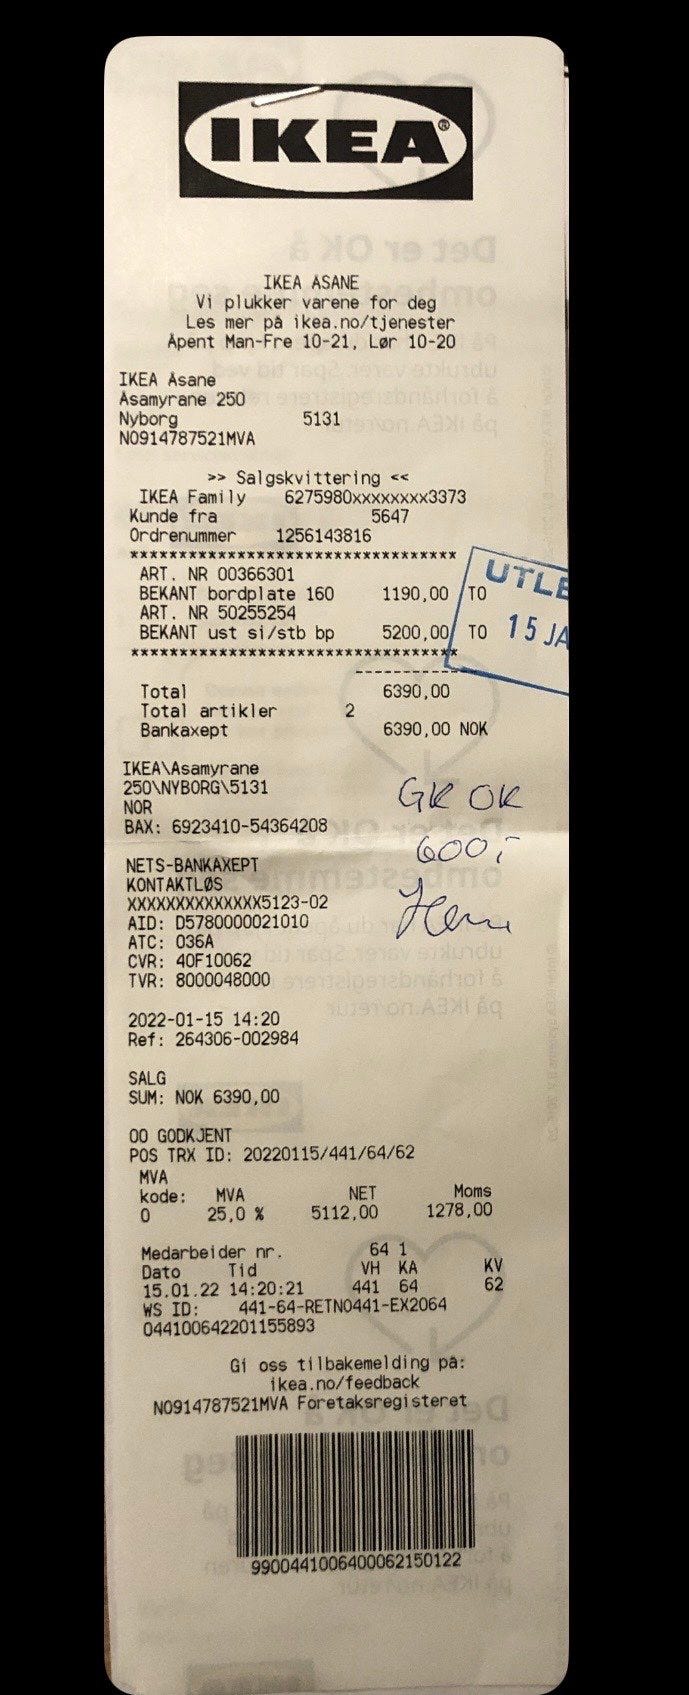 IKEA®
IKEA ÅSANE
Vi plukker varene for deg
Les mer på ikea.no/tjenester
Åpent Man-Fre 10-21, Lør 10-20
IKEA Åsane
Åsamyrane 250
Nyborg 5131
NO914787521MVA
>> Salgskvittering <<
IKEA Family 6275980xxxxxxxx3373
Kunde fra 5647
Ordrenummer 1256143816
*********************************
ART. NR 00366301
BEKANT bordplate 160 1190,00 TO
ART. NR 50255254
BEKANT ust si/stb bp 5200,00 TO
*********************************
UTLE
15 JA
----------
Total 6390,00
Total artikler 2
Bankaxept 6390,00 NOK
IKEA\Åsamyrane
250\NYBORG\5131
NOR
BAX: 6923410-54364208
GK OK
600,-
NETS-BANKAXEPT
KONTAKTLØS
XXXXXXXXXXXXXX5123-02
AID: D5780000021010
ATC: 036A
CVR: 40F10062
TVR: 8000048000
2022-01-15 14:20
Ref: 264306-002984
SALG
SUM: NOK 6390,00
00 GODKJENT
POS TRX ID: 20220115/441/64/62
MVA
kode: MVA NET Moms
0 25,0 % 5112,00 1278,00
Medarbeider nr. 64 1
Dato Tid VH KA KV
15.01.22 14:20:21 441 64 62
WS ID: 441-64-RETNO441-EX2064
044100642201155893
Gi oss tilbakemelding på:
ikea.no/feedback
NO914787521MVA Foretaksregisteret
9900441006400062150122